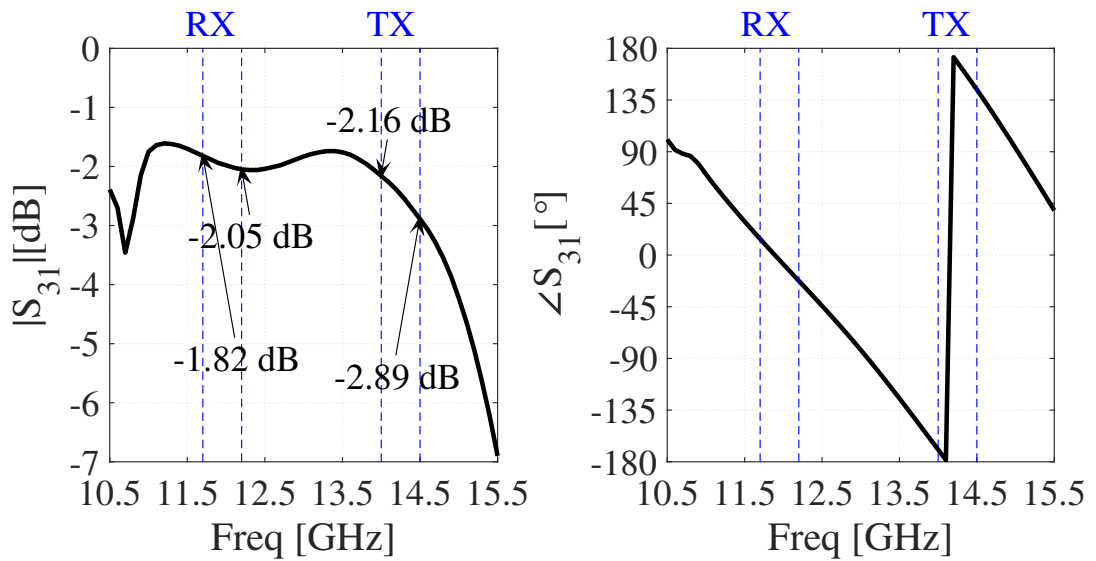 RX TX
0
-1
-2
-3
-4
-5
-6
-7
-2.16 dB
-2.05 dB
-1.82 dB
-2.89 dB
|S31||[dB]
10.5 11.5 12.5 13.5 14.5 15.5
Freq [GHz]
RX TX
180
135
90
45
0
-45
-90
-135
-180
∠S31[°]
10.5 11.5 12.5 13.5 14.5 15.5
Freq [GHz]